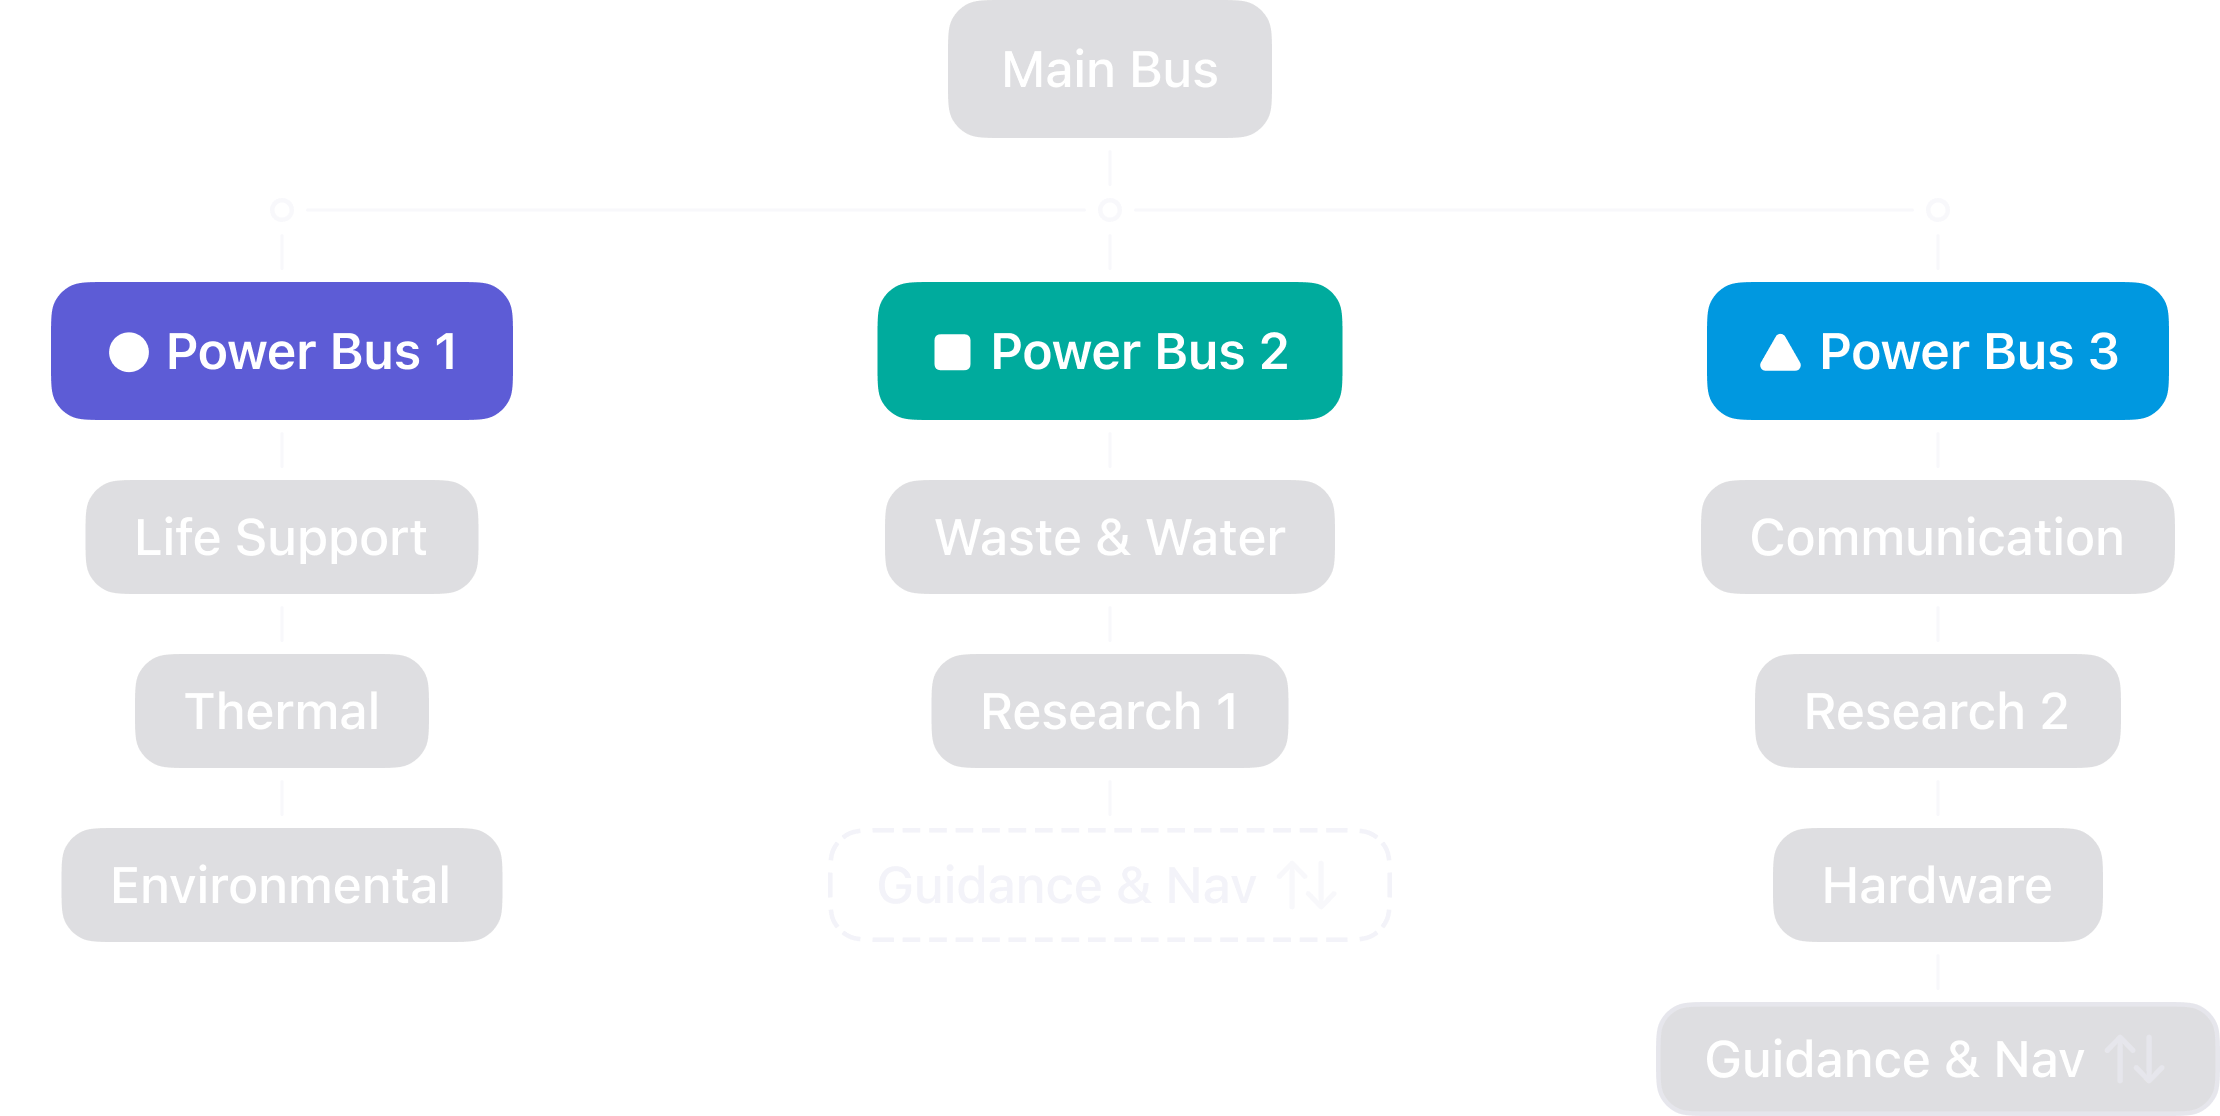 Main Bus
Power Bus 1
Power Bus 2
Power Bus 3
Life Support
Waste & Water
Communication
Thermal
Research 1
Research 2
Environmental
Guidance & Nav
Hardware
Guidance & Nav